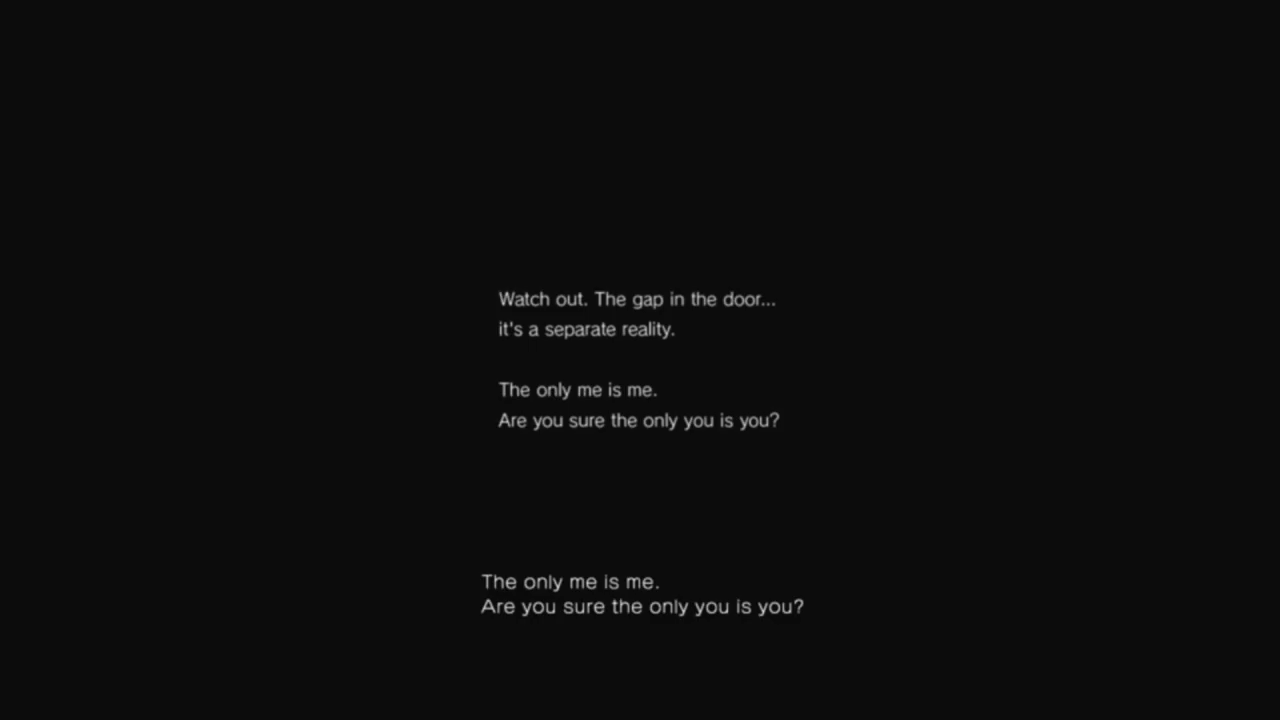 Watch out. The gap in the door...
it's a separate reality.
The only me is me.
Are you sure the only you is you?
The only me is me.
Are you sure the only you is you?